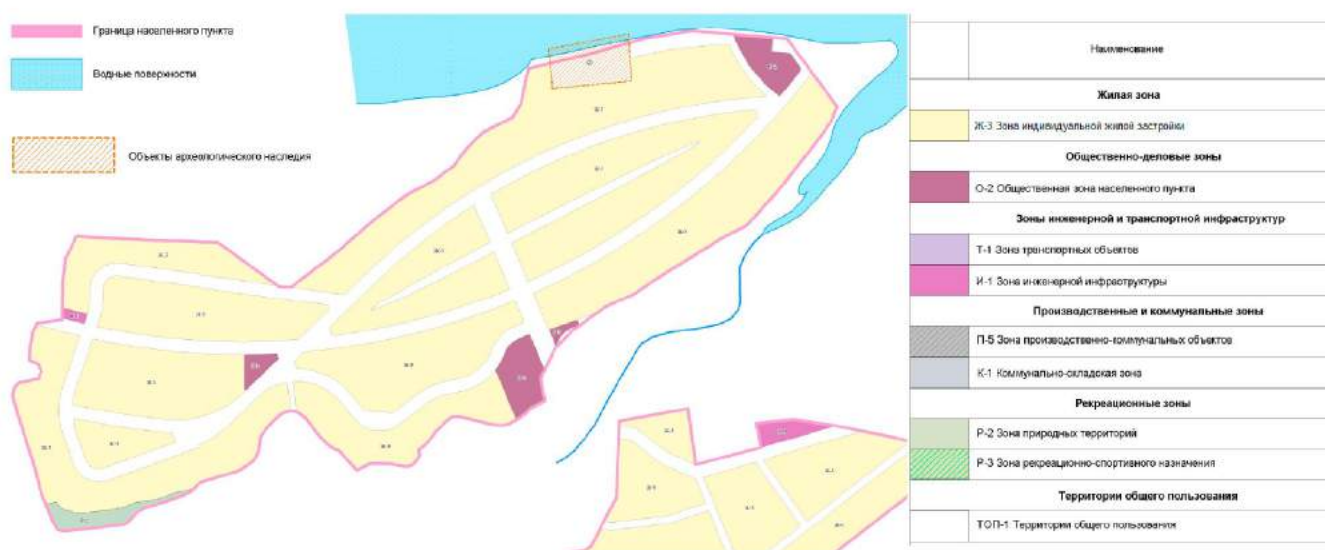 Граница населенного пункта
Водные поверхности
Объекты археологического наследия
Наименование
Жилая зона
Ж-3 Зона индивидуальной жилой застройки
Общественно-деловые зоны
О-2 Общественная зона населенного пункта
Зоны инженерной и транспортной инфраструктур
Т-1 Зона транспортных объектов
И-1 Зона инженерной инфраструктуры
Производственные и коммунальные зоны
П-5 Зона производственно-коммунальных объектов
К-1 Коммунально-складская зона
Рекреационные зоны
Р-2 Зона природных территорий
Р-3 Зона рекреационно-спортивного назначения
Территории общего пользования
ТОП-1 Территории общего пользования